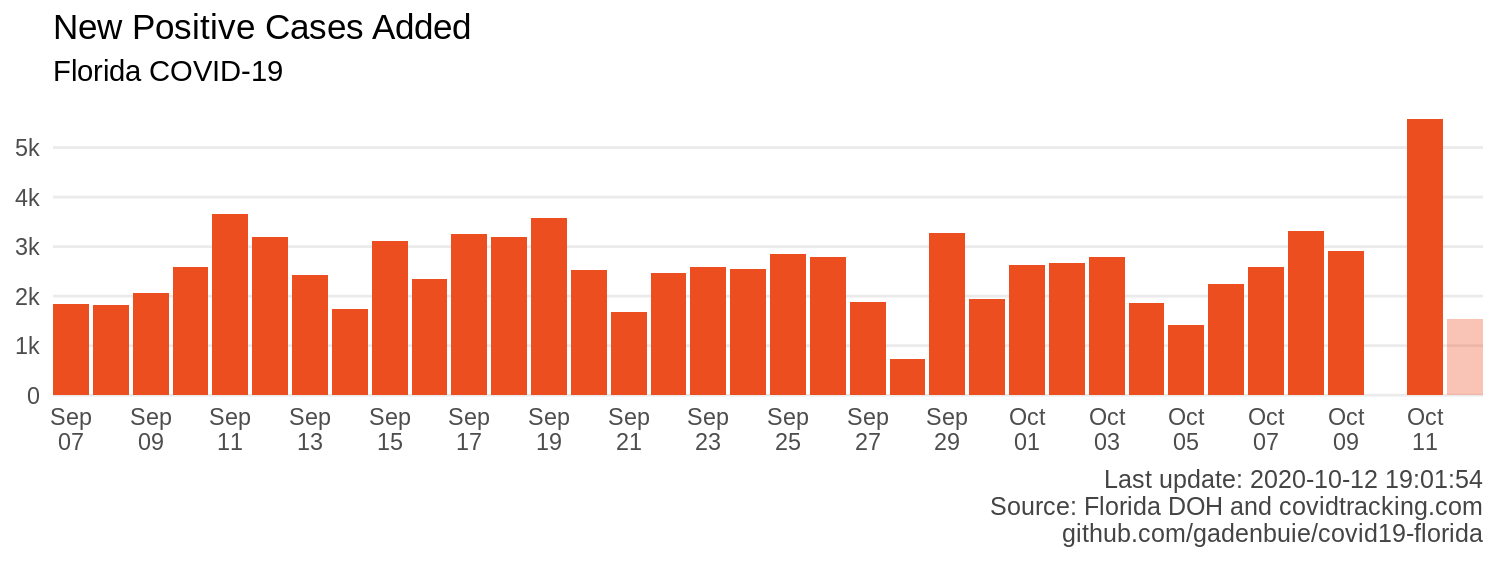 New Positive Cases Added
Florida COVID-19
5k
4k
3k
2k
1k
0
Sep Sep Sep Sep Sep Sep Sep Sep Sep Sep Sep Sep Oct Oct Oct Oct Oct Oct
07 09 11 13 15 17 19 21 23 25 27 29 01 03 05 07 09 11
Last update: 2020-10-12 19:01:54
Source: Florida DOH and covidtracking.com
github.com/gadenbuie/covid19-florida